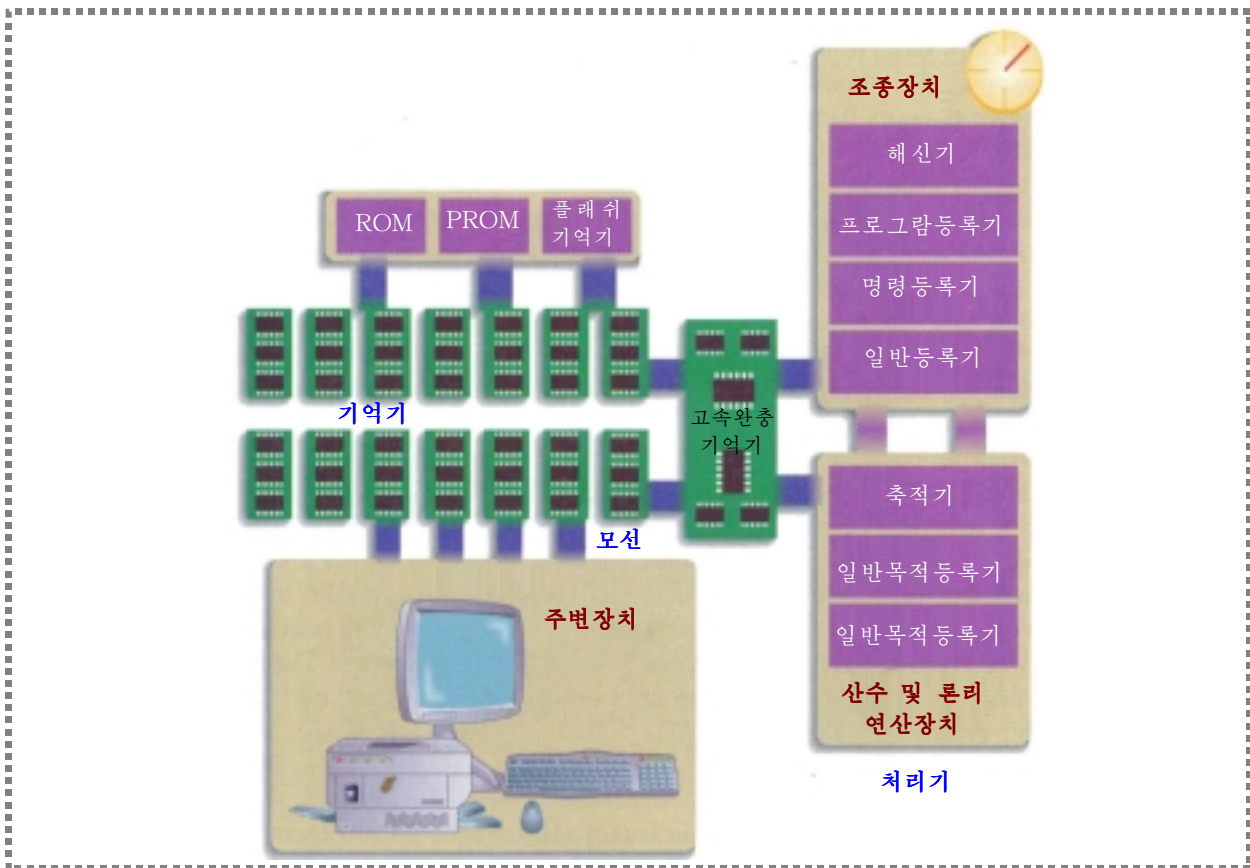 조종장치
해신기
프로그람등록기
명령등록기
일반등록기
ROM
PROM
플래쉬
기억기
기억기
고속완충
기억기
모선
축적기
일반목적등록기
일반목적등록기
산수 및 론리
연산장치
처리기
주변장치